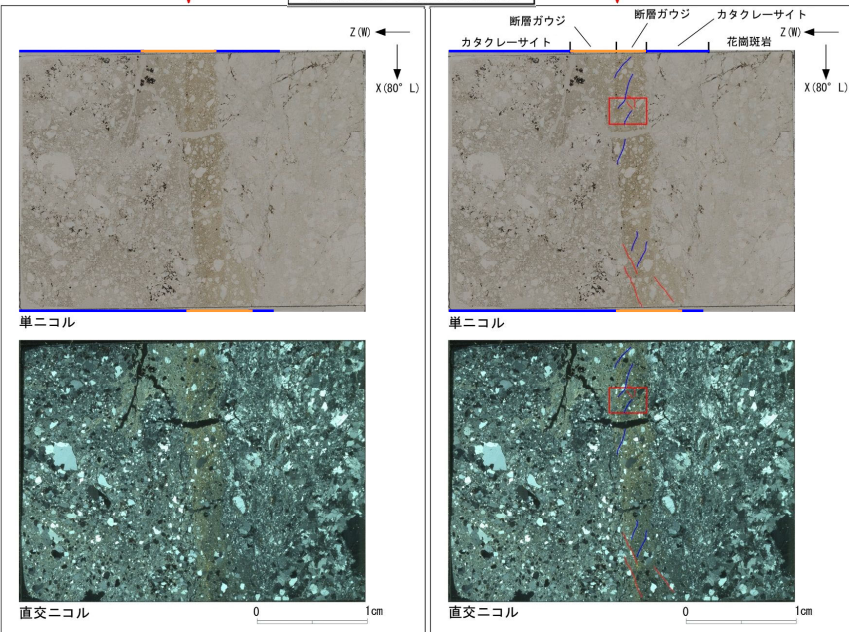 Z(W)
X(80° L)
単ニコル
直交ニコル
0 1cm
断層ガウジ
断層ガウジ
カタクレーサイト
Z(W)
カタクレーサイト
花崗斑岩
X(80° L)
単ニコル
直交ニコル
0 1cm